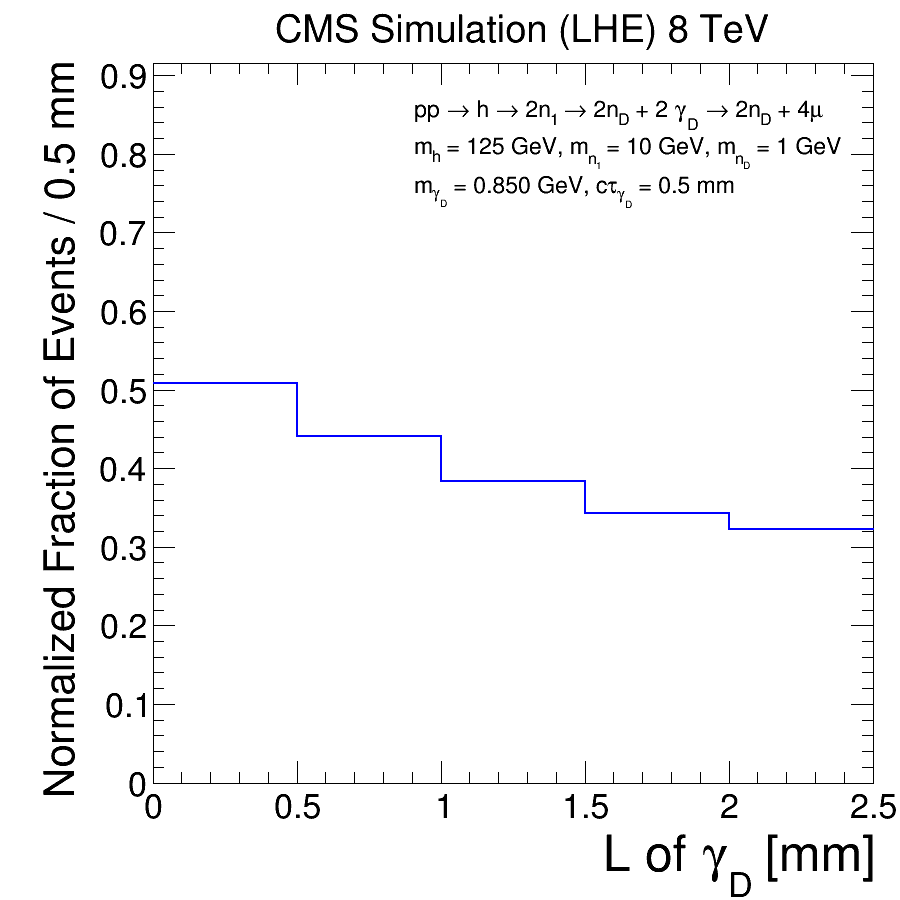 CMS Simulation (LHE) 8 TeV
Normalized Fraction of Events / 0.5 mm
0.9
0.8
0.7
0.6
0.5
0.4
0.3
0.2
0.1
0
pp → h → 2n₁ → 2n_D + 2 γ_D → 2n_D + 4μ
m_h = 125 GeV, m_n₁ = 10 GeV, m_n_D = 1 GeV
m_γ_D = 0.850 GeV, cτ_γ_D = 0.5 mm
0 0.5 1 1.5 2 2.5
L of γ_D [mm]